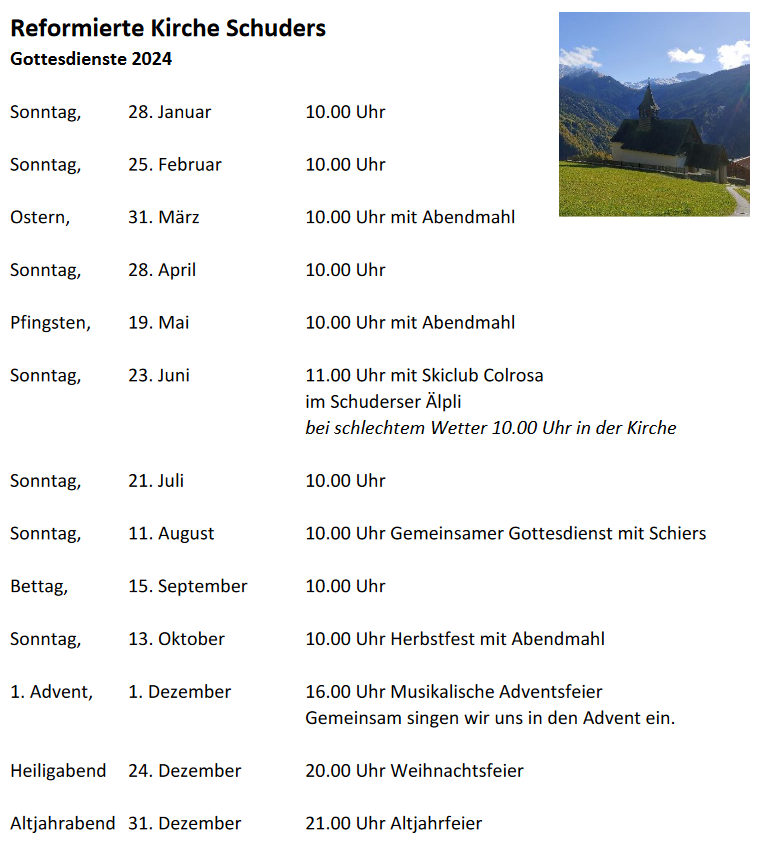 Reformierte Kirche Schuders
Gottesdienste 2024
Sonntag, 28. Januar 10.00 Uhr
Sonntag, 25. Februar 10.00 Uhr
Ostern, 31. März 10.00 Uhr mit Abendmahl
Sonntag, 28. April 10.00 Uhr
Pfingsten, 19. Mai 10.00 Uhr mit Abendmahl
Sonntag, 23. Juni 11.00 Uhr mit Skiclub Colrosa
im Schuderser Älpli
bei schlechtem Wetter 10.00 Uhr in der Kirche
Sonntag, 21. Juli 10.00 Uhr
Sonntag, 11. August 10.00 Uhr Gemeinsamer Gottesdienst mit Schiers
Bettag, 15. September 10.00 Uhr
Sonntag, 13. Oktober 10.00 Uhr Herbstfest mit Abendmahl
1. Advent, 1. Dezember 16.00 Uhr Musikalische Adventsfeier
Gemeinsam singen wir uns in den Advent ein.
Heiligabend 24. Dezember 20.00 Uhr Weihnachtsfeier
Altjahrabend 31. Dezember 21.00 Uhr Altjahrfeier